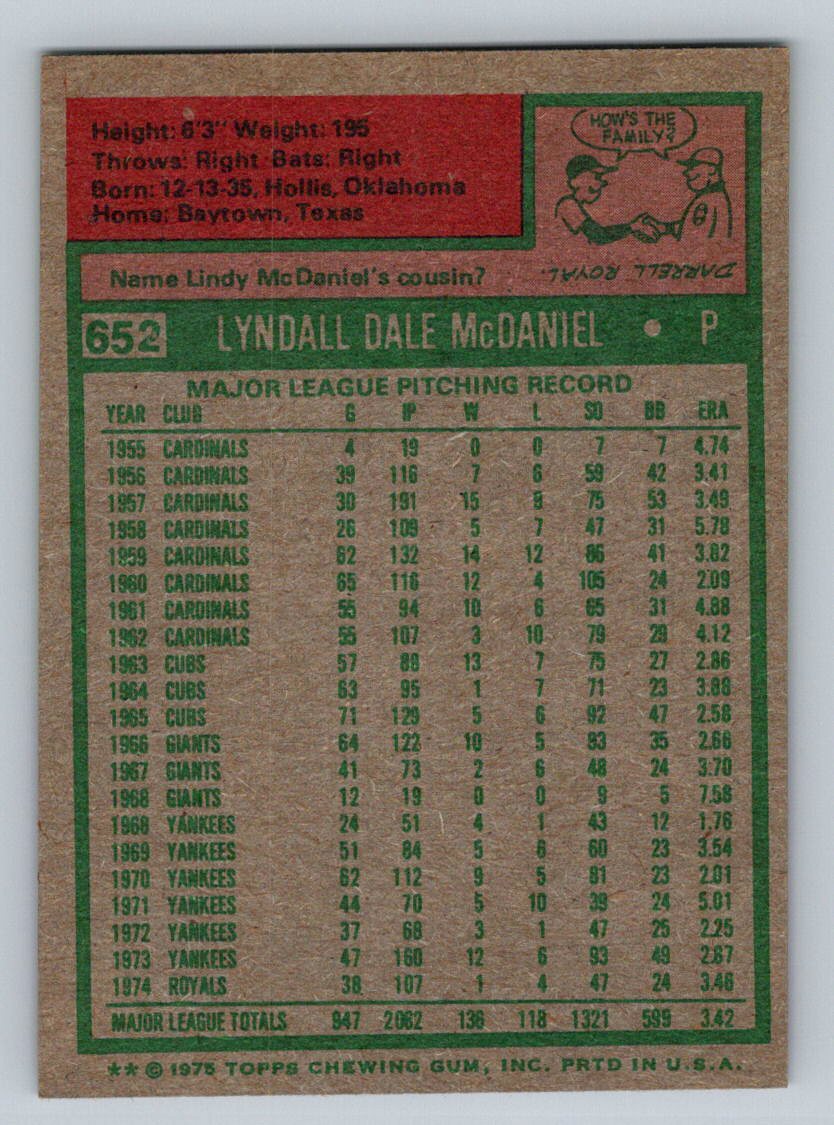 Height: 6'3" Weight: 195
Throws: Right Bats: Right
Born: 12-13-35, Hollis, Oklahoma
Home: Baytown, Texas
HOW'S THE
FAMILY?
Name Lindy McDaniel's cousin?
DARRELL ROYAL.
652 LYNDALL DALE McDANIEL • P
MAJOR LEAGUE PITCHING RECORD
YEAR CLUB G IP W L SO BB ERA
1955 CARDINALS 4 19 0 0 7 7 4.74
1956 CARDINALS 39 116 7 6 59 42 3.41
1957 CARDINALS 30 191 15 9 75 53 3.49
1958 CARDINALS 26 109 5 7 47 31 5.78
1959 CARDINALS 62 132 14 12 86 41 3.82
1960 CARDINALS 65 116 12 4 105 24 2.09
1961 CARDINALS 55 94 10 6 65 31 4.88
1962 CARDINALS 55 107 3 10 79 29 4.12
1963 CUBS 57 88 13 7 75 27 2.86
1964 CUBS 63 95 1 7 71 23 3.88
1965 CUBS 71 129 5 6 92 47 2.58
1966 GIANTS 64 122 10 5 83 35 2.66
1967 GIANTS 41 73 2 6 48 24 3.70
1968 GIANTS 12 19 0 0 9 5 7.58
1968 YANKEES 24 51 4 1 43 12 1.76
1969 YANKEES 51 84 5 6 60 23 3.54
1970 YANKEES 62 112 9 5 81 23 2.01
1971 YANKEES 44 70 5 10 39 24 5.01
1972 YANKEES 37 68 3 1 47 25 2.25
1973 YANKEES 47 160 12 6 93 49 2.87
1974 ROYALS 38 107 1 4 47 24 3.46
MAJOR LEAGUE TOTALS 947 2062 136 118 1321 599 3.42
** © 1975 TOPPS CHEWING GUM, INC. PRTD IN U.S.A.